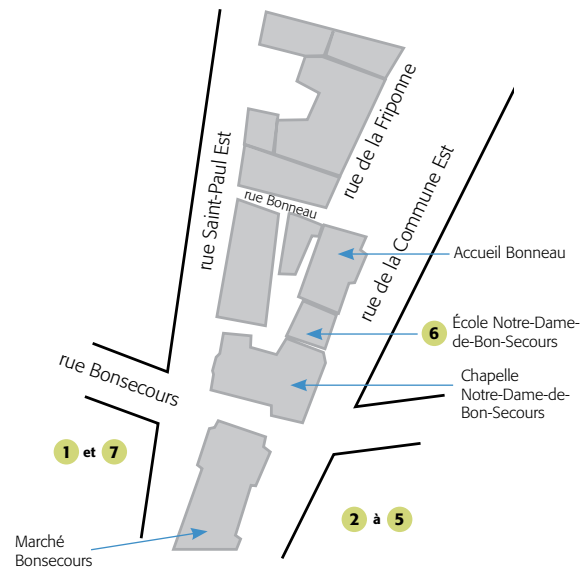 rue de la Friponne
rue Saint-Paul Est
rue Bonneau
rue de la Commune Est
Accueil Bonneau
6 École Notre-Dame-
de-Bon-Secours
rue Bonsecours
Chapelle
Notre-Dame-de-
Bon-Secours
1 et 7
2 à 5
Marché
Bonsecours